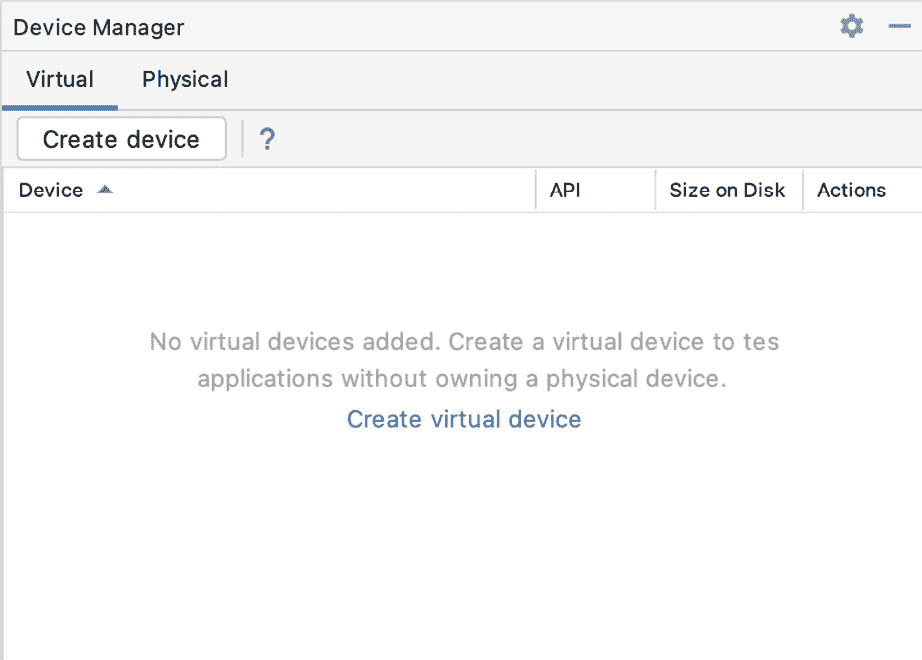 Device Manager
Virtual Physical
Create device ?
Device API Size on Disk Actions
No virtual devices added. Create a virtual device to tes
applications without owning a physical device.
Create virtual device